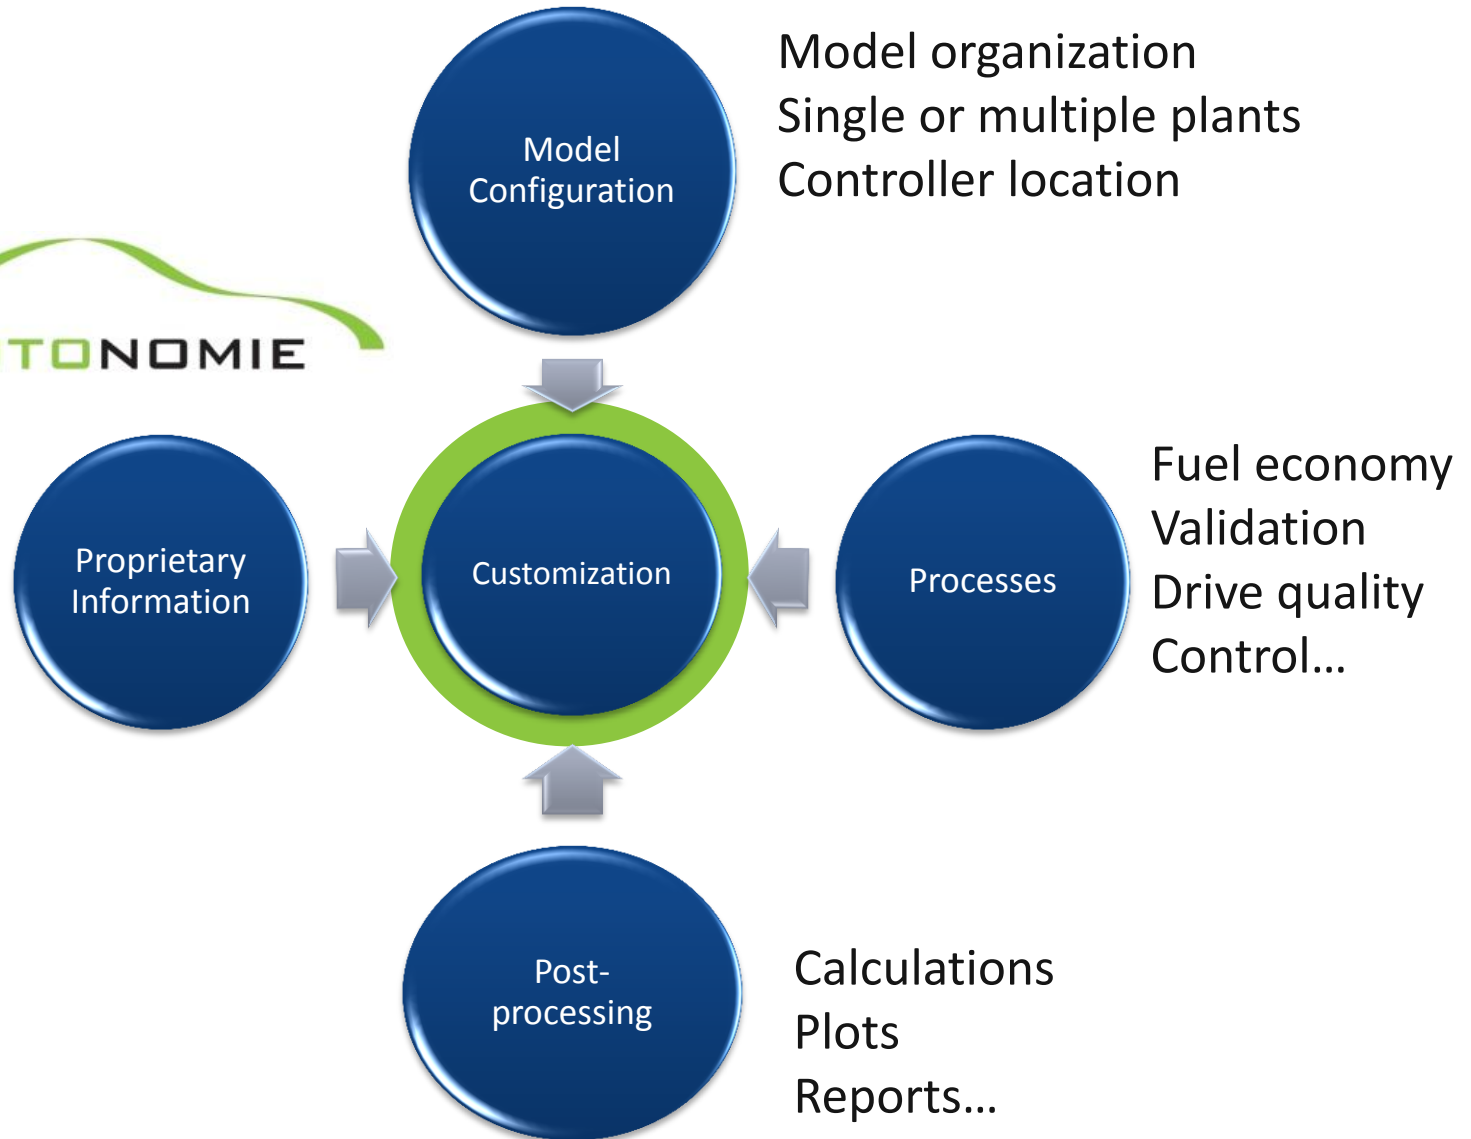 Model organization
Single or multiple plants
Controller location
Model
Configuration
TONOMIE
Proprietary
Information
Customization
Processes
Fuel economy
Validation
Drive quality
Control…
Post-
processing
Calculations
Plots
Reports…